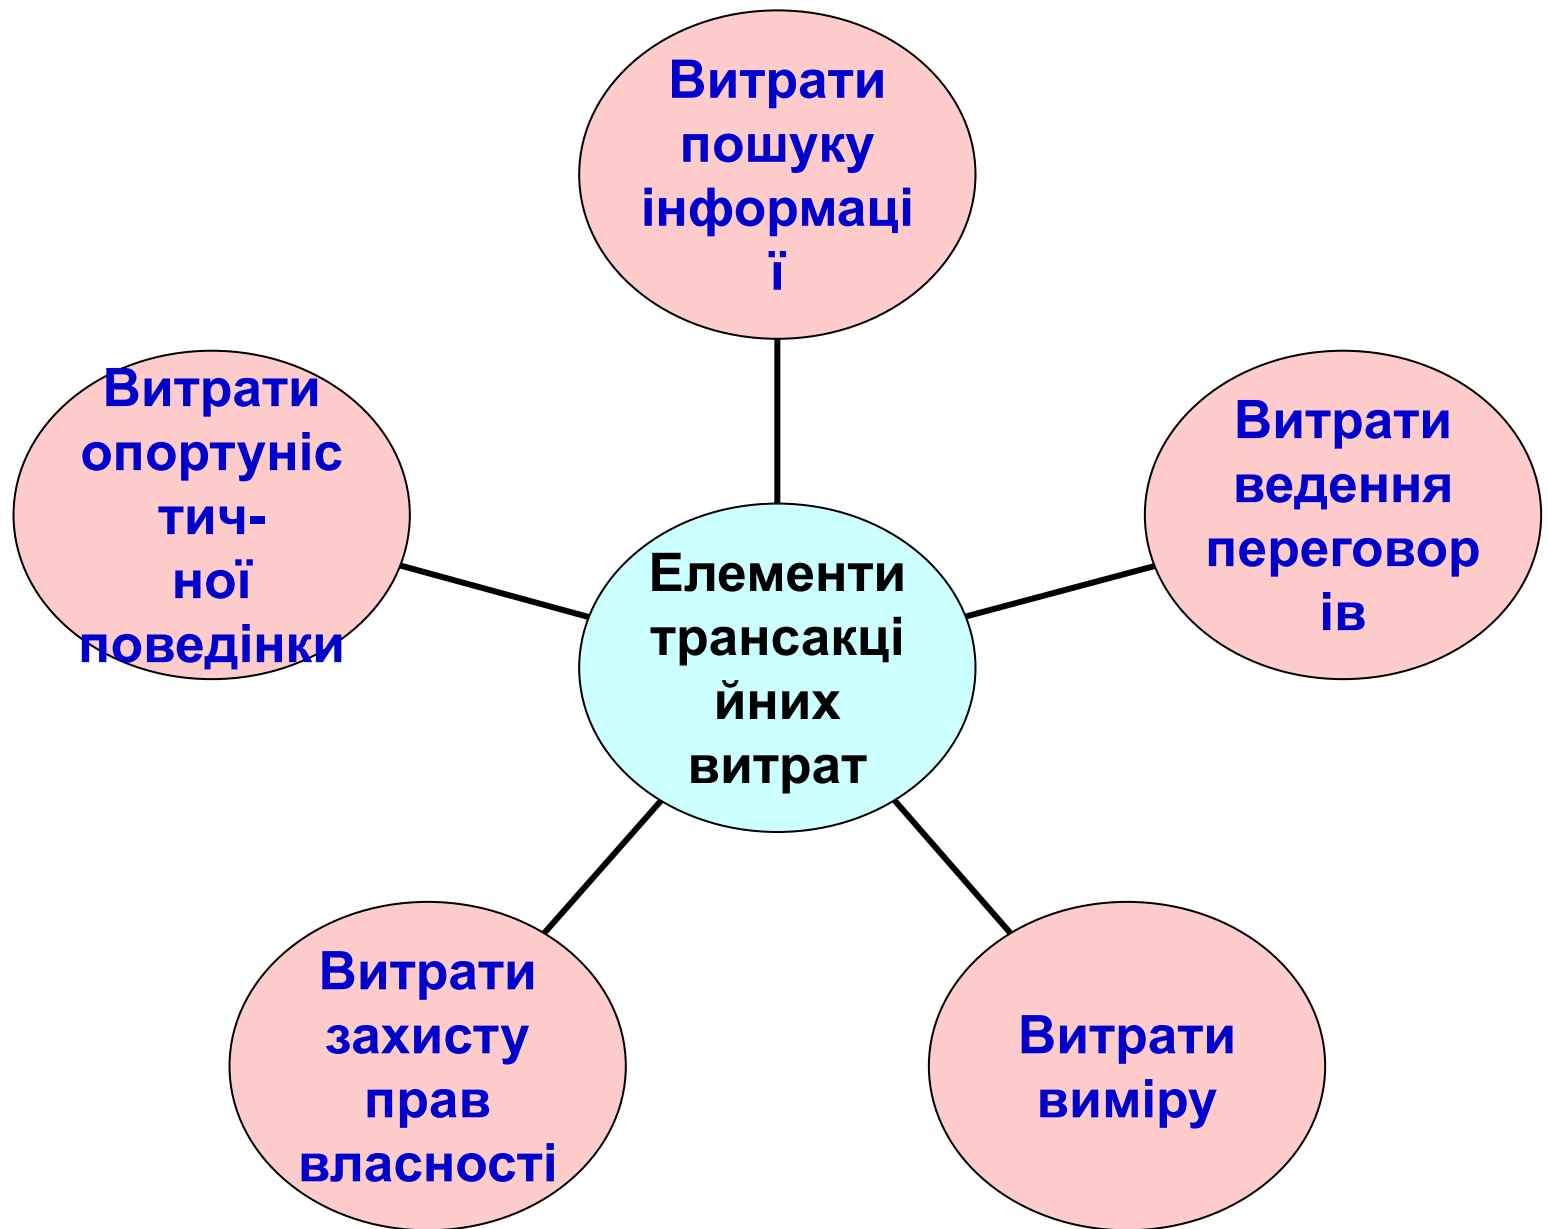 Витрати
пошуку
інформаці
ї
Витрати
опортуніс
тич-
ної
поведінки
Витрати
ведення
переговор
ів
Елементи
трансакці
йних
витрат
Витрати
захисту
прав
власності
Витрати
виміру